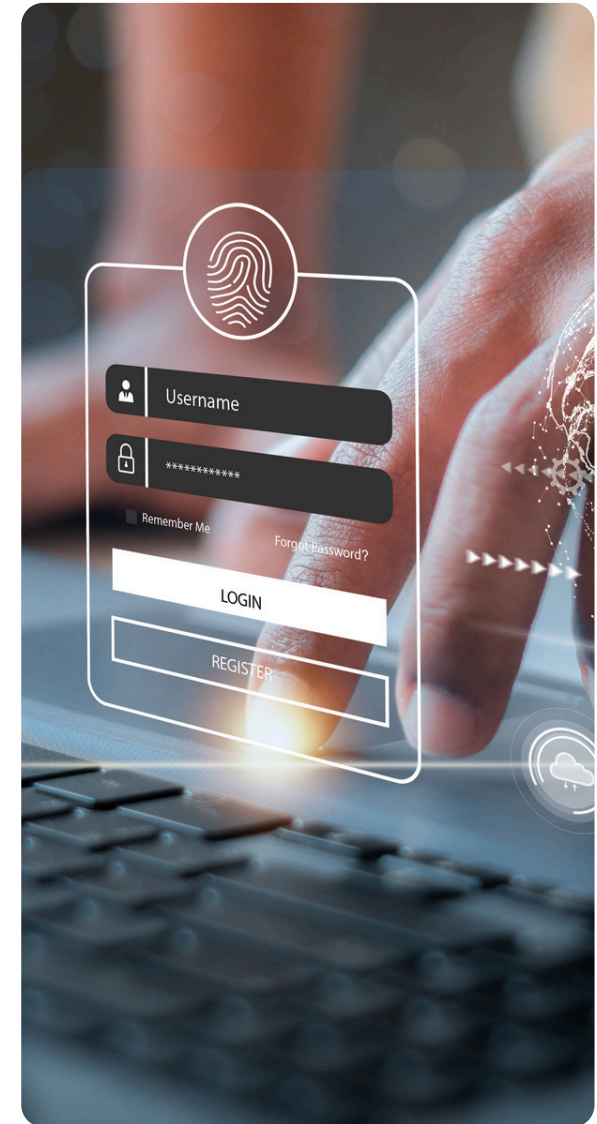 Username
************
Remember Me
Forgot Password?
LOGIN
REGISTER